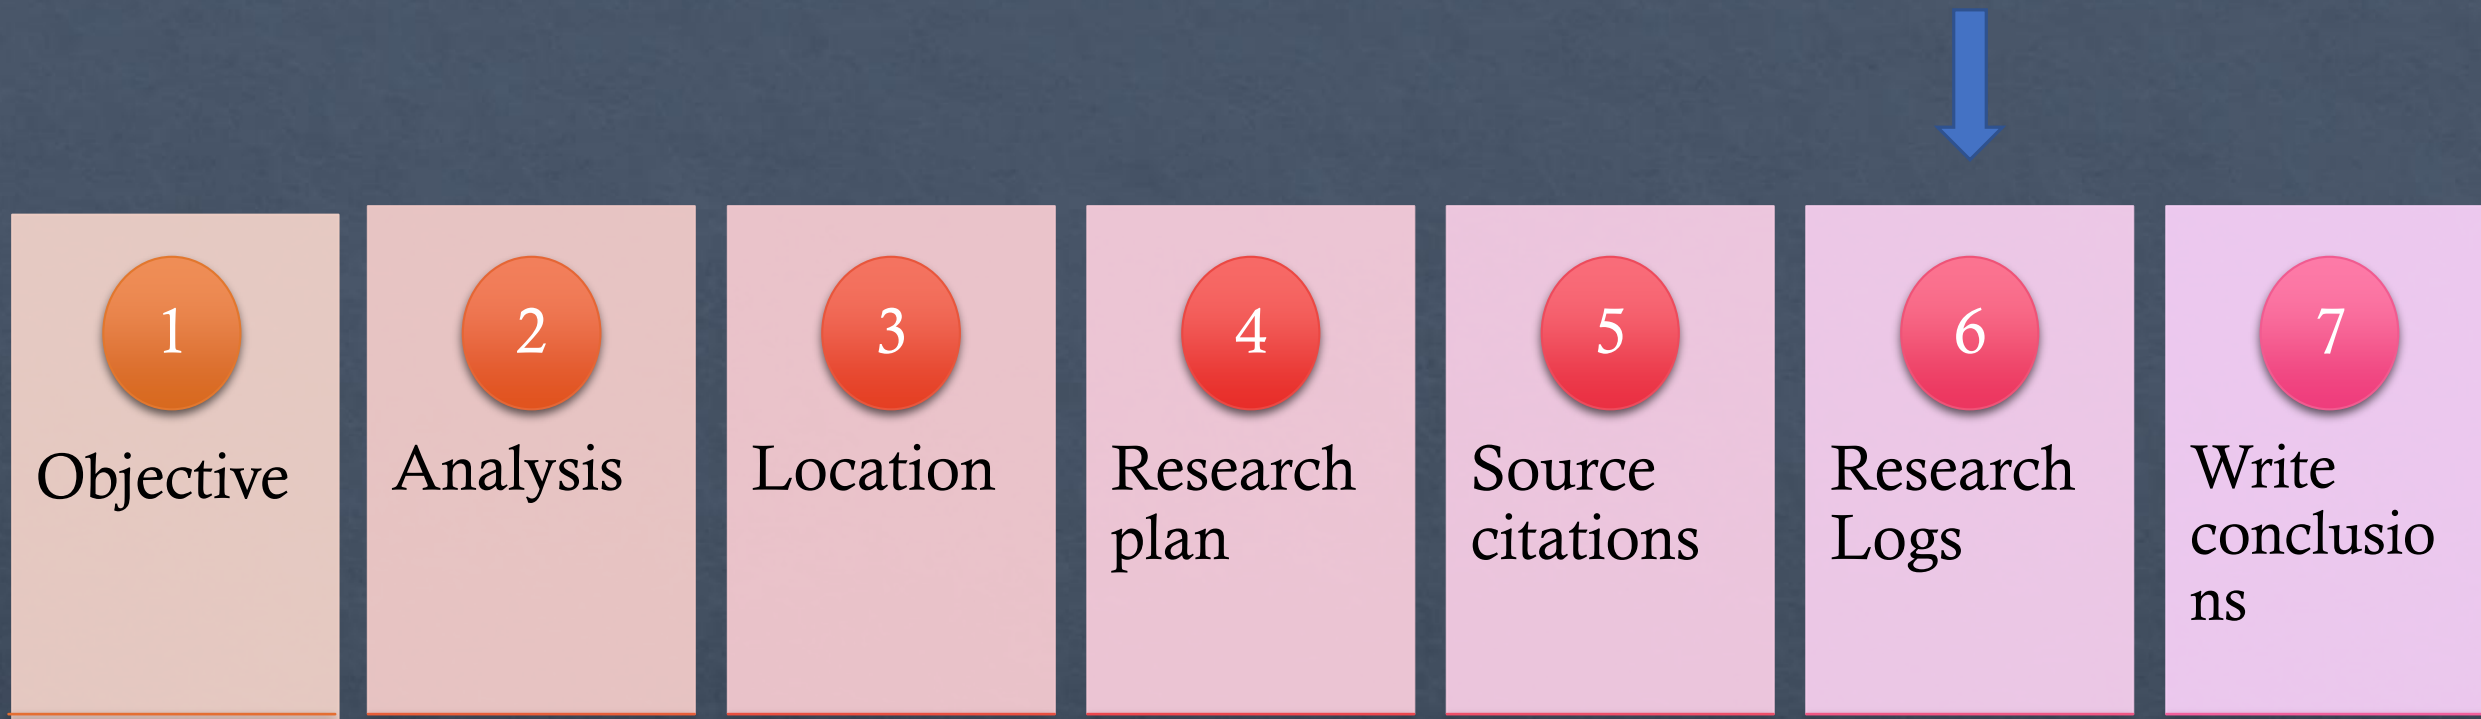 1
Objective
2
Analysis
3
Location
4
Research
plan
5
Source
citations
6
Research
Logs
7
Write
conclusio
ns